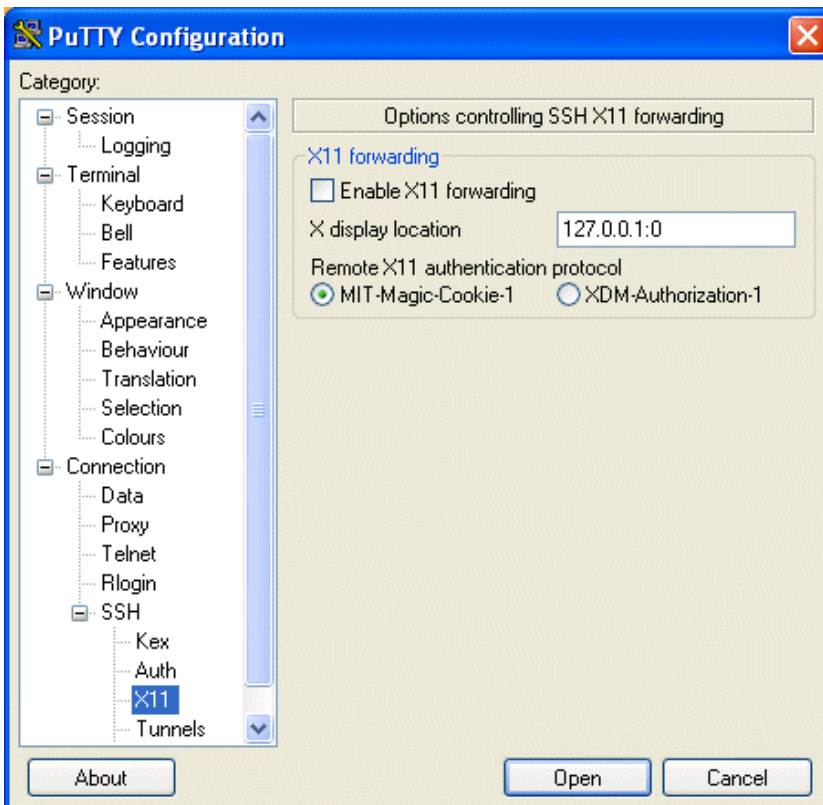 PuTTY Configuration
Category:
Session
Logging
Terminal
Keyboard
Bell
Features
Window
Appearance
Behaviour
Translation
Selection
Colours
Connection
Data
Proxy
Telnet
Rlogin
SSH
Kex
Auth
X11
Tunnels
Options controlling SSH X11 forwarding
X11 forwarding
Enable X11 forwarding
X display location 127.0.0.1:0
Remote X11 authentication protocol
MIT-Magic-Cookie-1 XDM-Authorization-1
About Open Cancel